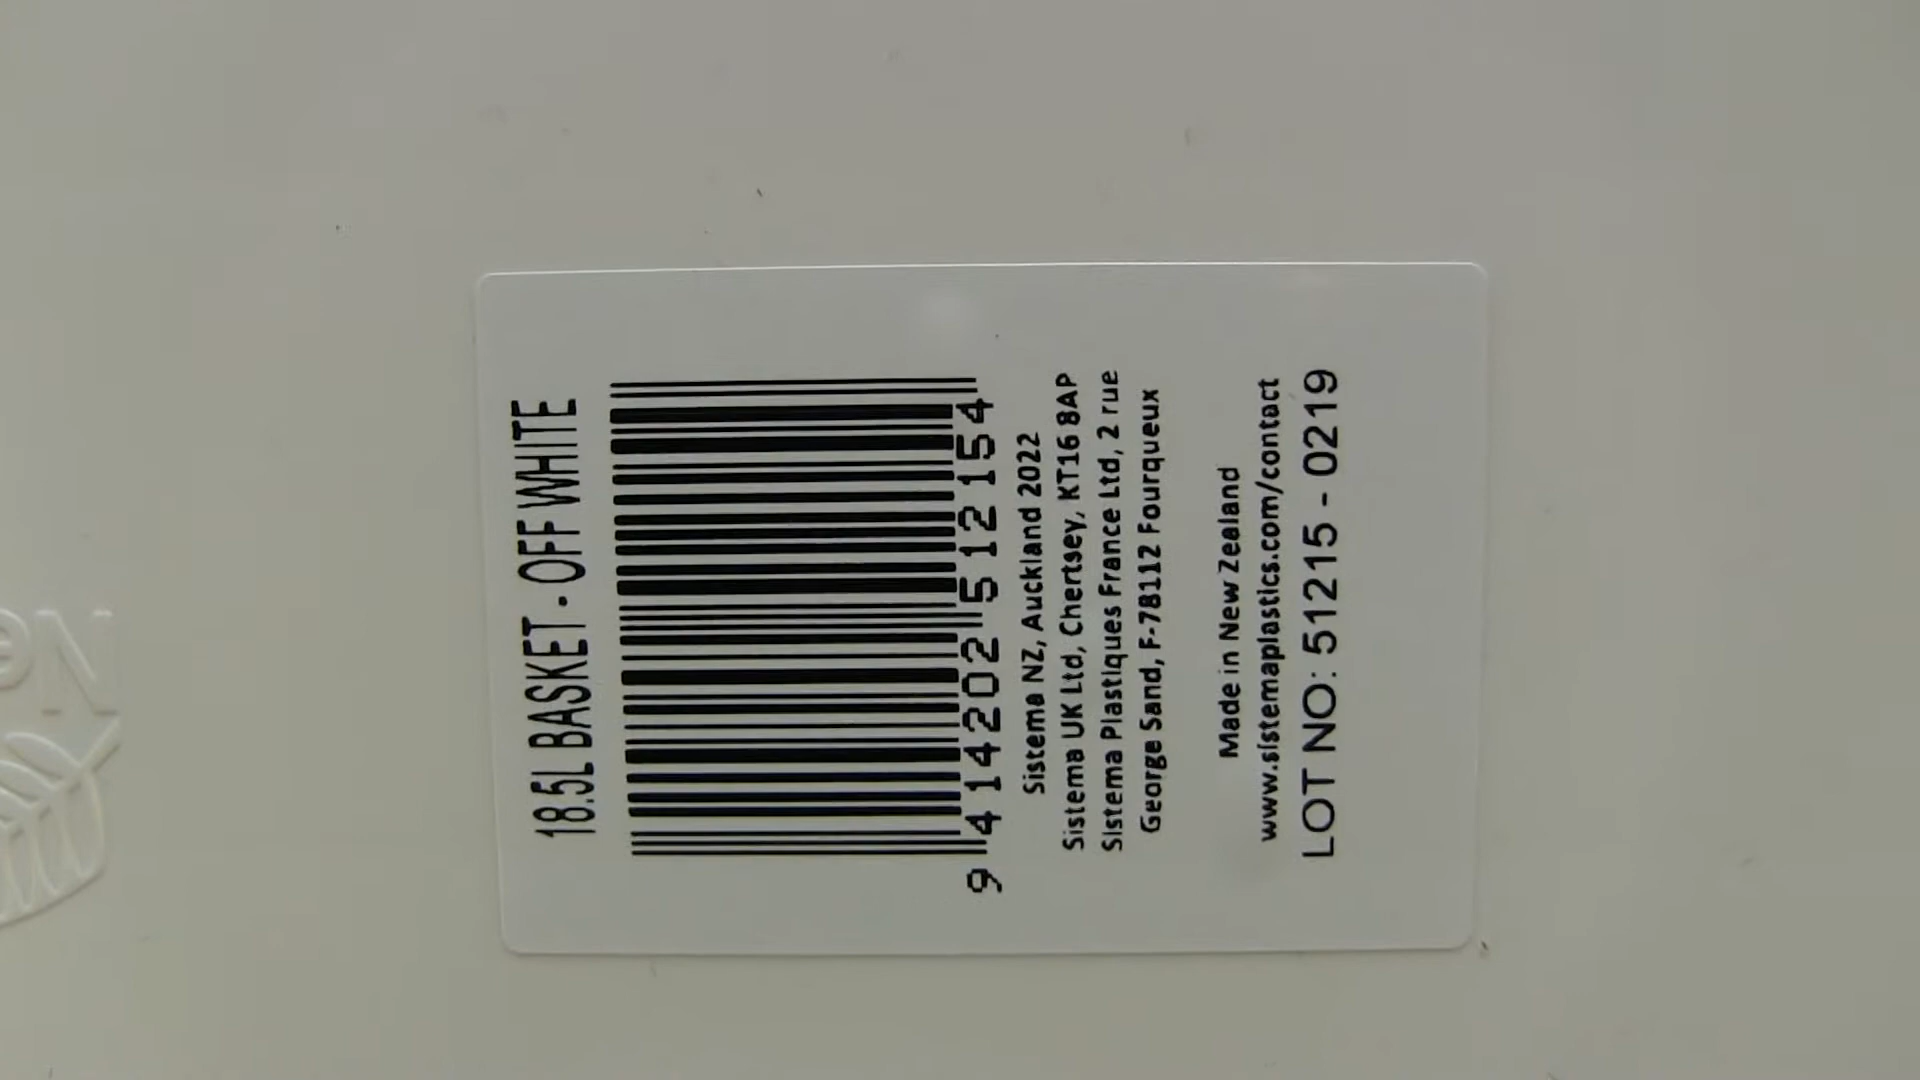 18.5L BASKET - OFF WHITE
9 414202 512154
Sistema NZ, Auckland 2022
Sistema UK Ltd, Chertsey, KT16 8AP
Sistema Plastiques France Ltd, 2 rue
George Sand, F-78112 Fourqueux
Made in New Zealand
www.sistemaplastics.com/contact
LOT NO: 51215 - 0219